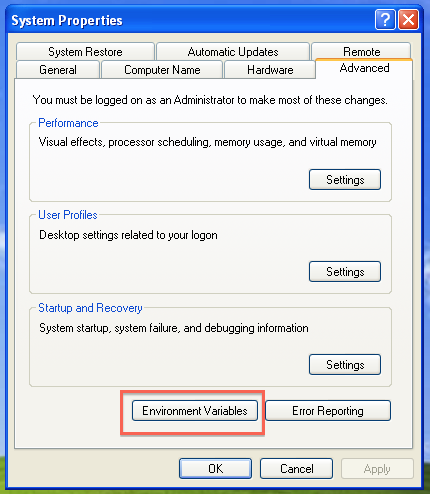 System Properties
System Restore Automatic Updates Remote
General Computer Name Hardware Advanced
You must be logged on as an Administrator to make most of these changes.
Performance
Visual effects, processor scheduling, memory usage, and virtual memory
Settings
User Profiles
Desktop settings related to your logon
Settings
Startup and Recovery
System startup, system failure, and debugging information
Settings
Environment Variables Error Reporting
OK Cancel Apply